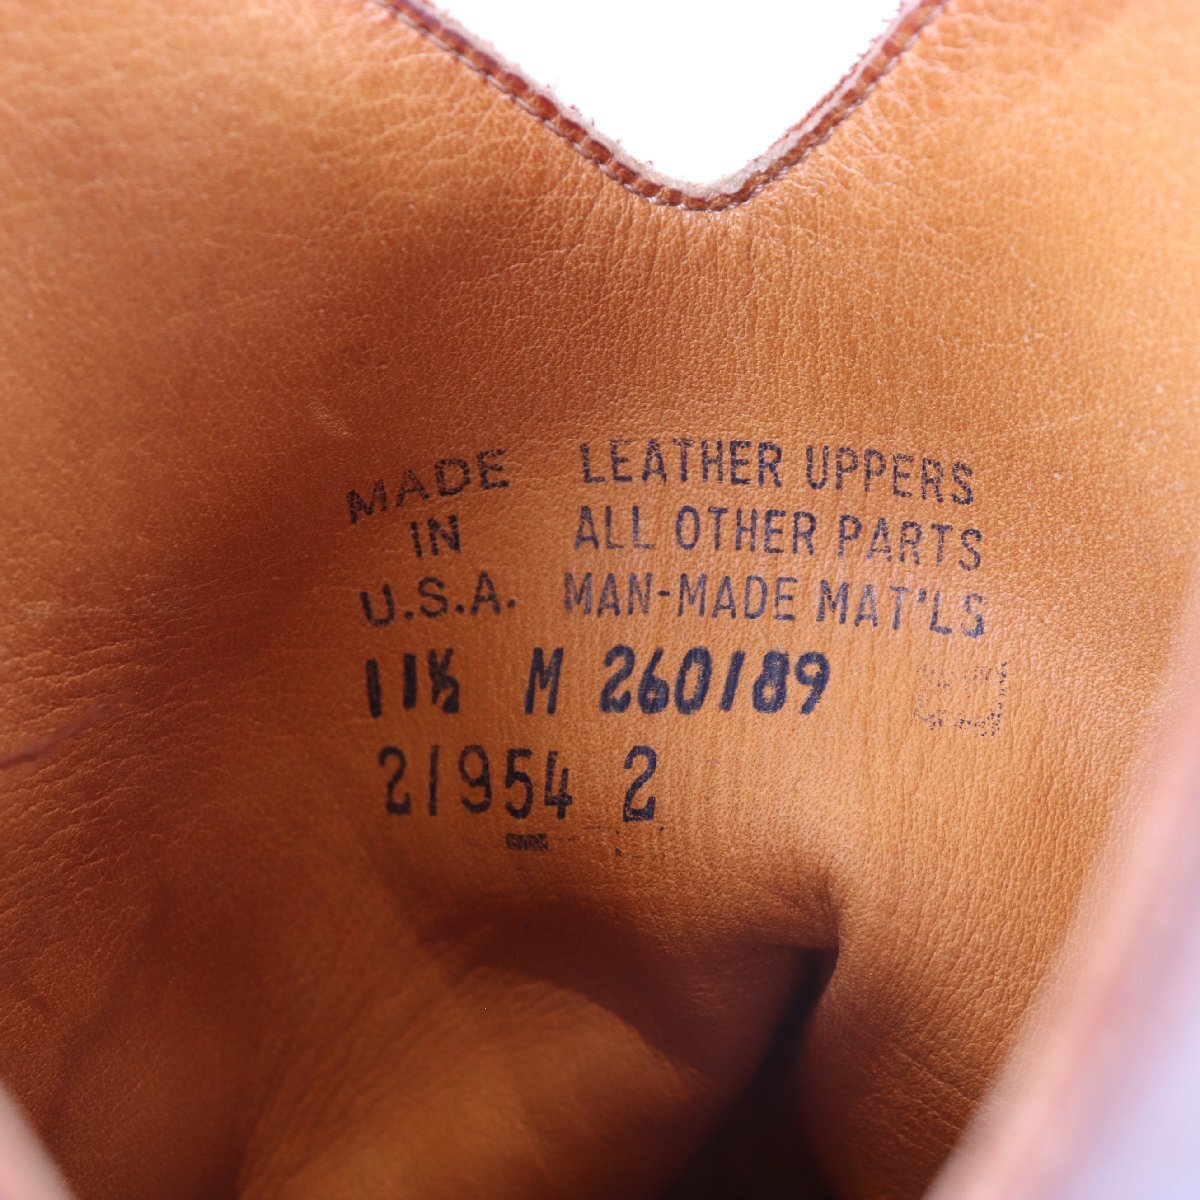 MADE LEATHER UPPERS
IN ALL OTHER PARTS
U.S.A. MAN-MADE MAT'LS
11½ M 260189
21954 2